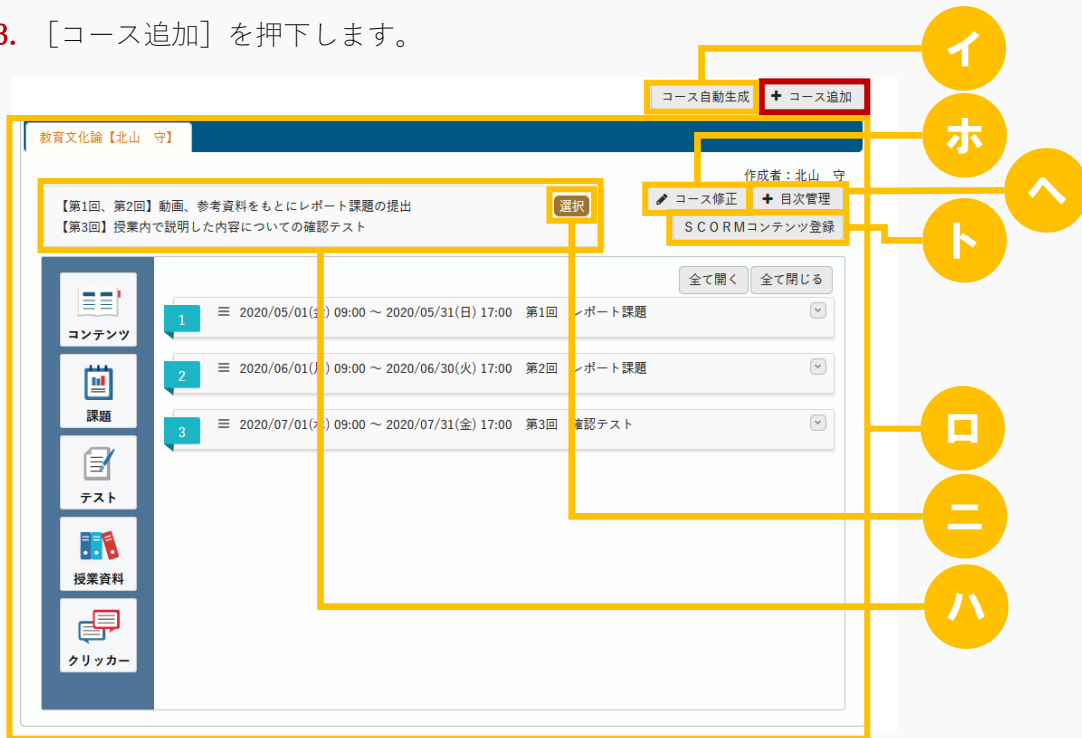 3. ［コース追加］を押下します。
イ
コース自動生成 + コース追加
教育文化論【北山 守】
ホ
作成者：北山 守
ヘ
【第1回、第2回】動画、参考資料をもとにレポート課題の提出
選択
コース修正 + 目次管理
【第3回】授業内で説明した内容についての確認テスト
ＳＣＯＲＭコンテンツ登録
ト
全て開く 全て閉じる
コンテンツ
1 2020/05/01(金) 09:00 ～ 2020/05/31(日) 17:00 第1回 レポート課題
課題
2 2020/06/01(月) 09:00 ～ 2020/06/30(火) 17:00 第2回 レポート課題
3 2020/07/01(水) 09:00 ～ 2020/07/31(金) 17:00 第3回 確認テスト
ロ
テスト
ニ
授業資料
ハ
クリッカー